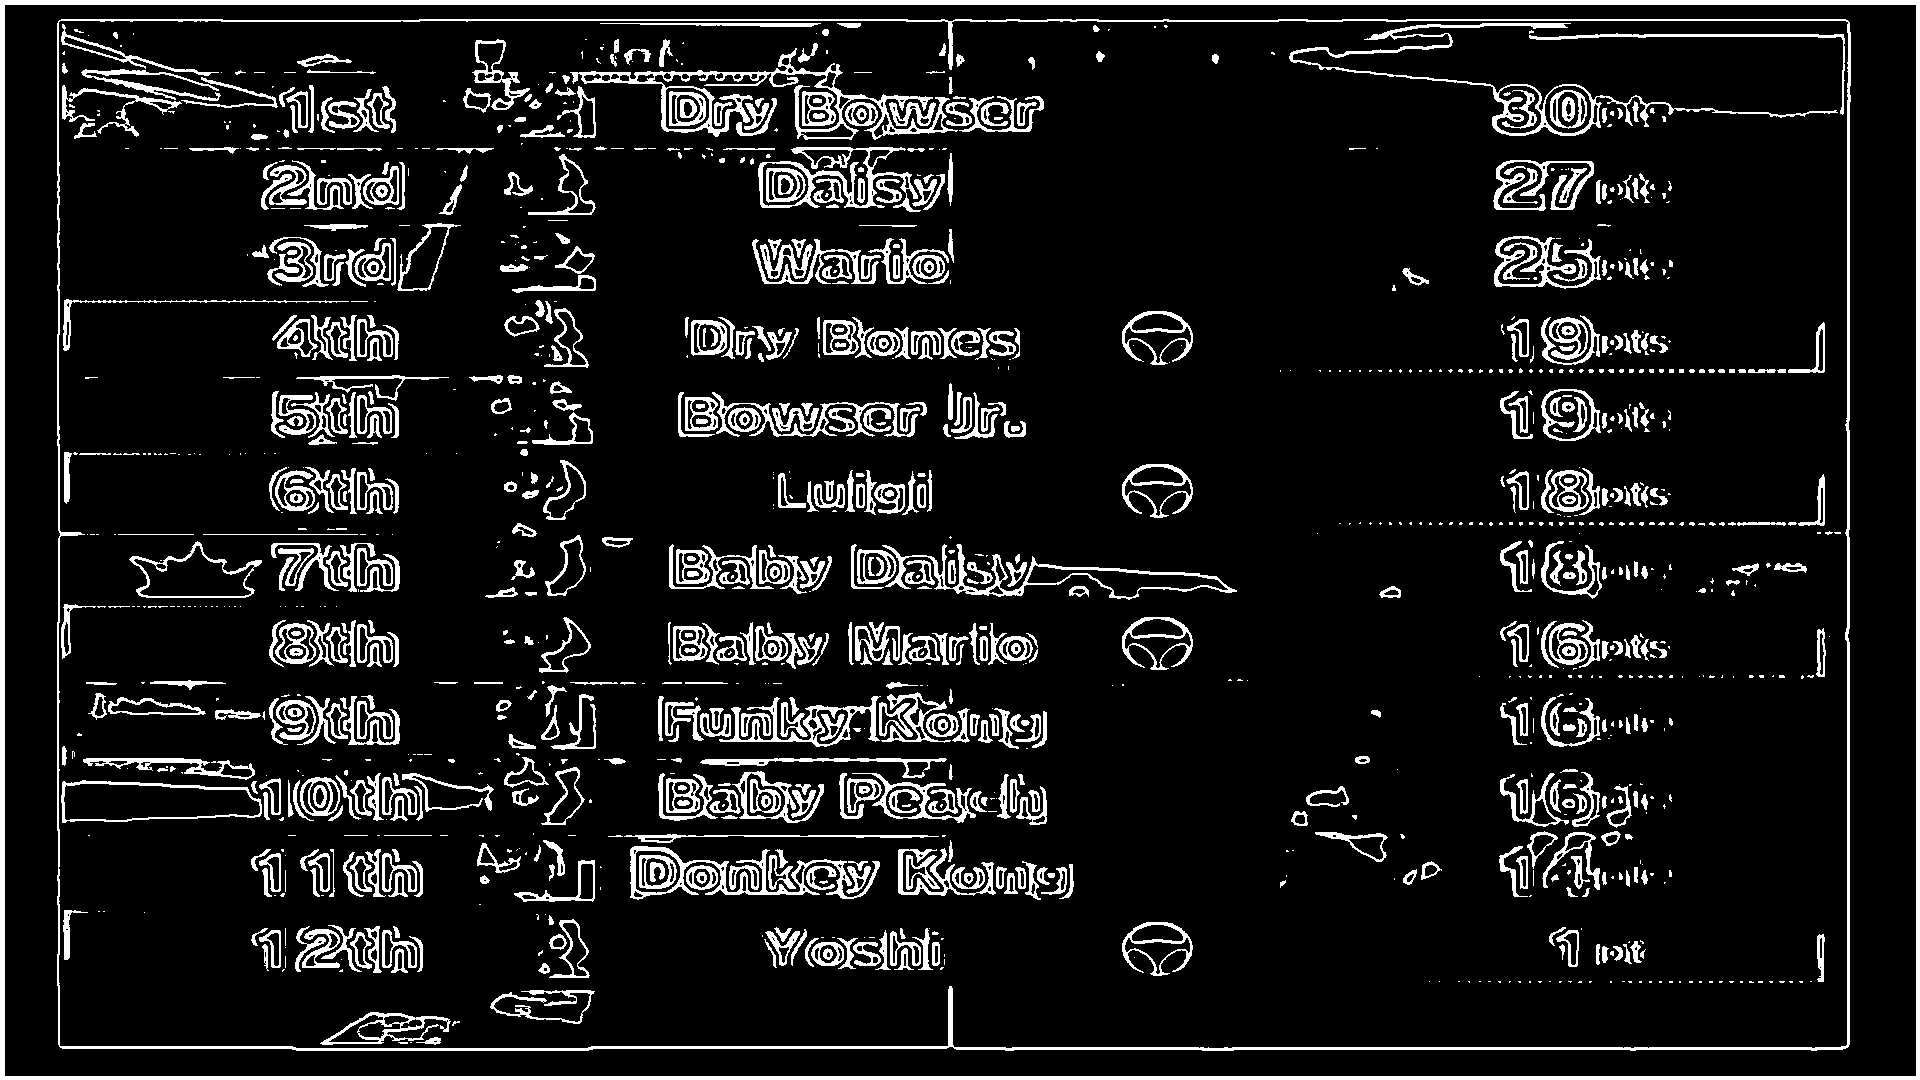 1st Dry Bowser 30pts
2nd Daisy 27pts
3rd Wario 25pts
4th Dry Bones 19pts
5th Bowser Jr. 19pts
6th Luigi 18pts
7th Baby Daisy 18pts
8th Baby Mario 16pts
9th Funky Kong 16pts
10th Baby Peach 16pts
11th Donkey Kong 14pts
12th Yoshi 1pt